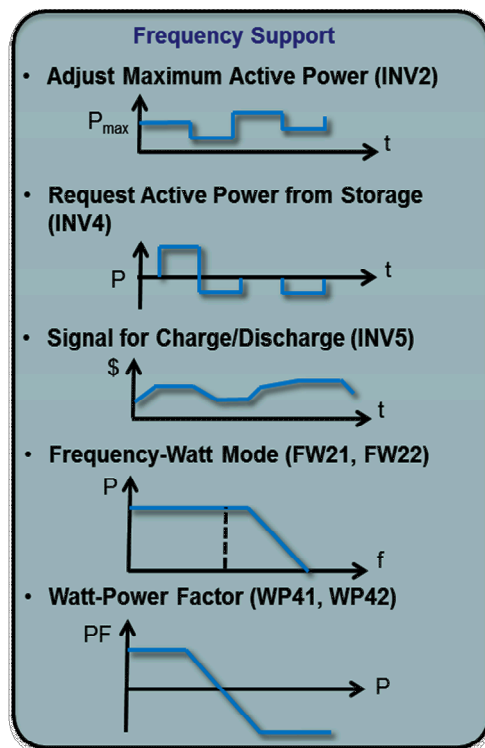 Frequency Support
• Adjust Maximum Active Power (INV2)
Pmax
t
• Request Active Power from Storage
(INV4)
P
t
• Signal for Charge/Discharge (INV5)
$
t
• Frequency-Watt Mode (FW21, FW22)
P
f
• Watt-Power Factor (WP41, WP42)
PF
P